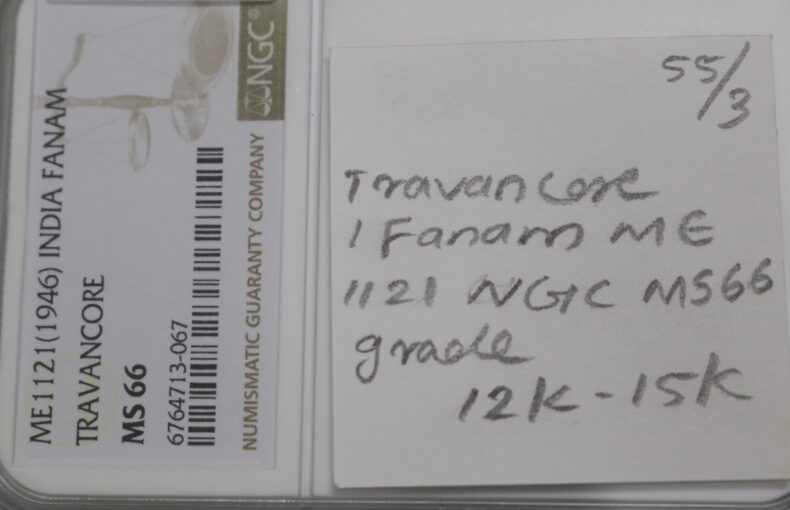 ME1121(1946) INDIA FANAM
TRAVANCORE
MS 66
6764713-067
NGC®
NUMISMATIC GUARANTY COMPANY
55/3
Travancore
1 Fanam ME
1121 NGC MS66
grade
12K-15K